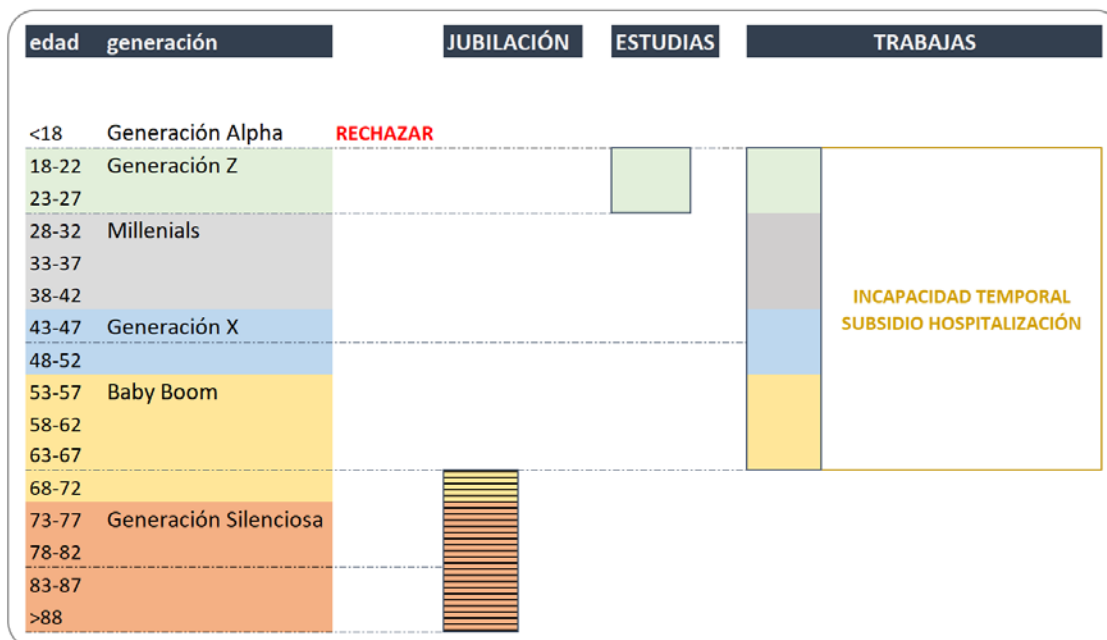 edad generación JUBILACIÓN ESTUDIAS TRABAJAS
<18 Generación Alpha RECHAZAR
18-22 Generación Z
23-27
28-32 Millenials
33-37
38-42
INCAPACIDAD TEMPORAL
43-47 Generación X
SUBSIDIO HOSPITALIZACIÓN
48-52
53-57 Baby Boom
58-62
63-67
68-72
73-77 Generación Silenciosa
78-82
83-87
>88